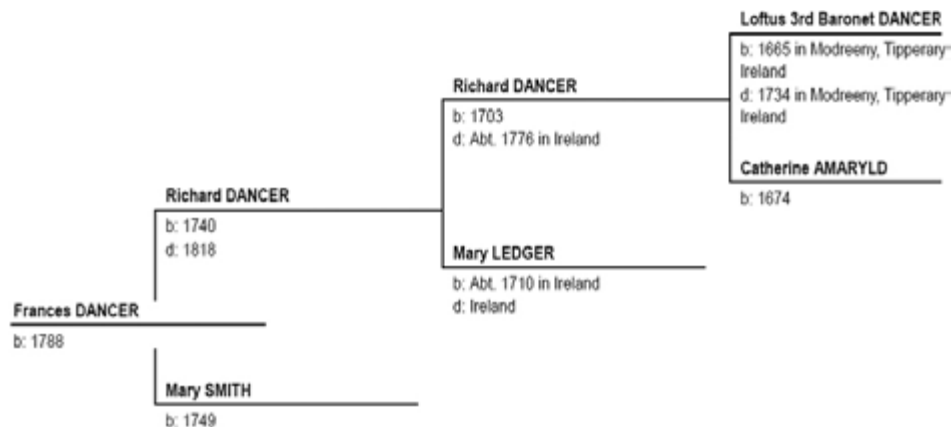 Loftus 3rd Baronet DANCER
b: 1665 in Modreeny, Tipperary-
Ireland
d: 1734 in Modreeny, Tipperary-
Ireland
Richard DANCER
b: 1703
d: Abt. 1776 in Ireland
Catherine AMARYLD
b: 1674
Richard DANCER
b: 1740
d: 1818
Mary LEDGER
b: Abt. 1710 in Ireland
d: Ireland
Frances DANCER
b: 1788
Mary SMITH
b: 1749